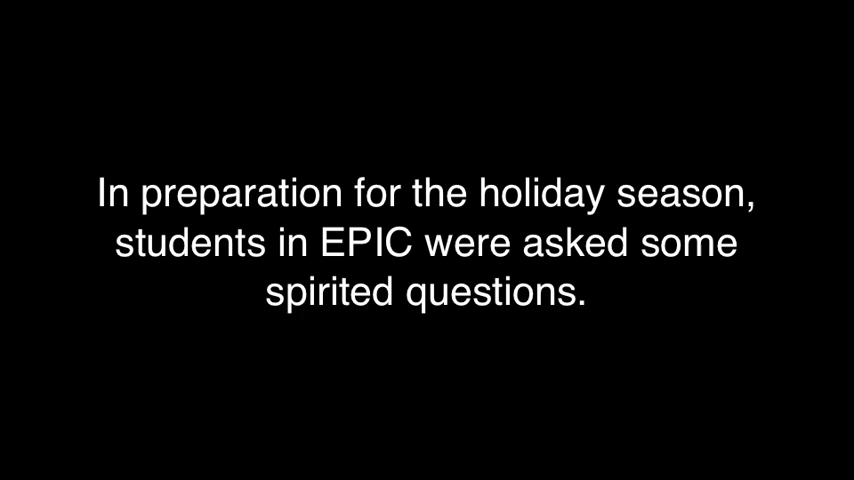 In preparation for the holiday season,
students in EPIC were asked some
spirited questions.